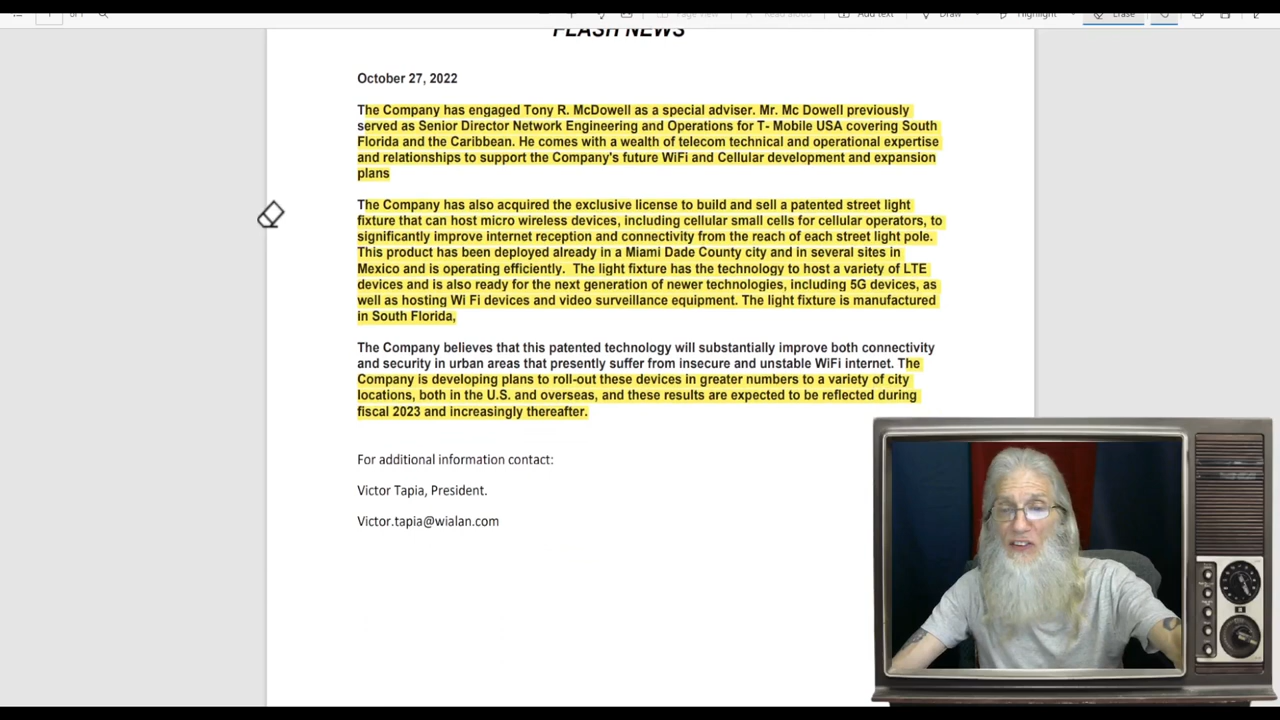 Page view
Read aloud
Add text
Draw
Highlight
Erase
FLASH NEWS
October 27, 2022
The Company has engaged Tony R. McDowell as a special adviser. Mr. Mc Dowell previously
served as Senior Director Network Engineering and Operations for T- Mobile USA covering South
Florida and the Caribbean. He comes with a wealth of telecom technical and operational expertise
and relationships to support the Company's future WiFi and Cellular development and expansion
plans
The Company has also acquired the exclusive license to build and sell a patented street light
fixture that can host micro wireless devices, including cellular small cells for cellular operators, to
significantly improve internet reception and connectivity from the reach of each street light pole.
This product has been deployed already in a Miami Dade County city and in several sites in
Mexico and is operating efficiently. The light fixture has the technology to host a variety of LTE
devices and is also ready for the next generation of newer technologies, including 5G devices, as
well as hosting Wi Fi devices and video surveillance equipment. The light fixture is manufactured
in South Florida,
The Company believes that this patented technology will substantially improve both connectivity
and security in urban areas that presently suffer from insecure and unstable WiFi internet. The
Company is developing plans to roll-out these devices in greater numbers to a variety of city
locations, both in the U.S. and overseas, and these results are expected to be reflected during
fiscal 2023 and increasingly thereafter.
For additional information contact:
Victor Tapia, President.
Victor.tapia@wialan.com